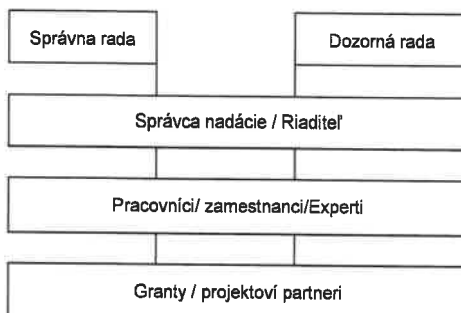 Správna rada
Dozorná rada
Správca nadácie / Riaditeľ
Pracovníci/ zamestnanci/Experti
Granty / projektoví partneri